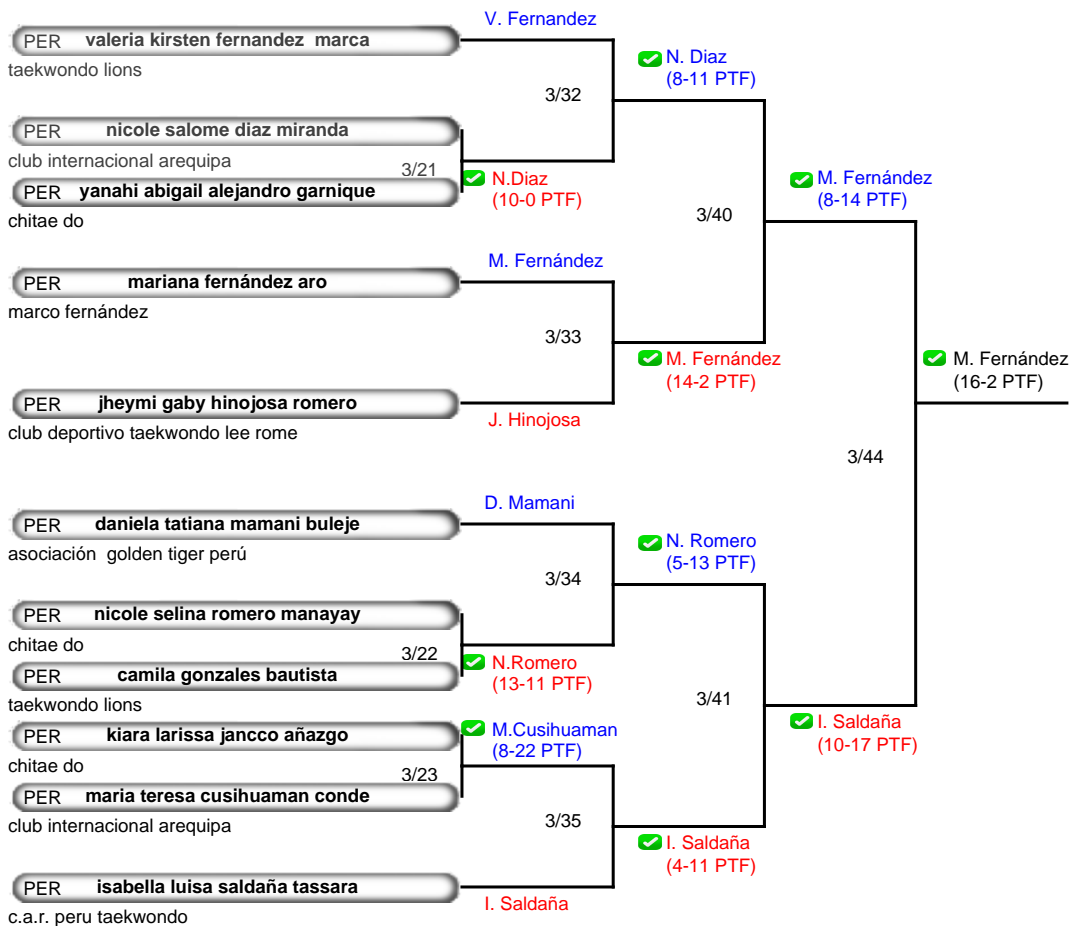 V. Fernandez
PER valeria kirsten fernandez marca
taekwondo lions
N. Diaz
(8-11 PTF)
3/32
PER nicole salome diaz miranda
club internacional arequipa
3/21
PER yanahi abigail alejandro garnique
chitae do
N.Diaz
(10-0 PTF)
M. Fernández
(8-14 PTF)
3/40
M. Fernández
PER mariana fernández aro
marco fernández
3/33
M. Fernández
(14-2 PTF)
M. Fernández
(16-2 PTF)
PER jheymi gaby hinojosa romero
club deportivo taekwondo lee rome
J. Hinojosa
3/44
D. Mamani
PER daniela tatiana mamani buleje
asociación golden tiger perú
N. Romero
(5-13 PTF)
3/34
PER nicole selina romero manayay
chitae do
3/22
PER camila gonzales bautista
taekwondo lions
N.Romero
(13-11 PTF)
3/41
I. Saldaña
(10-17 PTF)
PER kiara larissa jancco añazgo
chitae do
M.Cusihuaman
(8-22 PTF)
3/23
PER maria teresa cusihuaman conde
club internacional arequipa
3/35
I. Saldaña
(4-11 PTF)
PER isabella luisa saldaña tassara
c.a.r. peru taekwondo
I. Saldaña